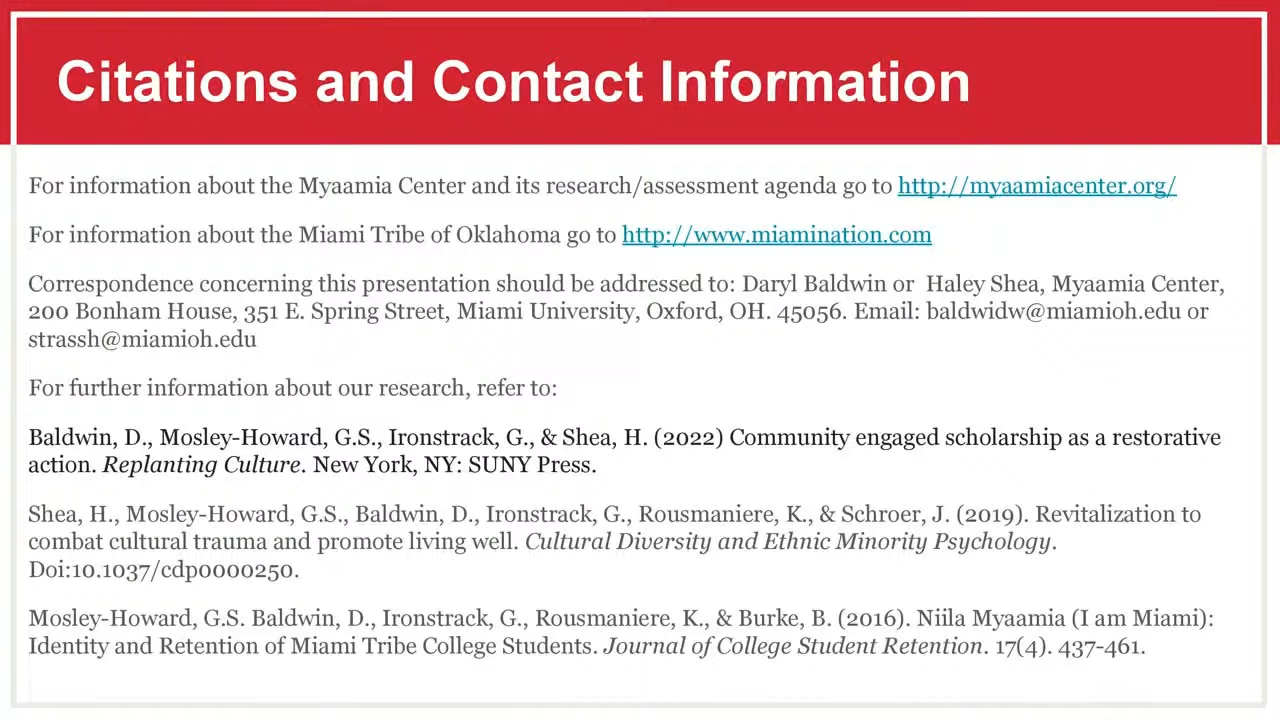 Citations and Contact Information
For information about the Myaamia Center and its research/assessment agenda go to http://myaamiacenter.org/
For information about the Miami Tribe of Oklahoma go to http://www.miamination.com
Correspondence concerning this presentation should be addressed to: Daryl Baldwin or  Haley Shea, Myaamia Center,
200 Bonham House, 351 E. Spring Street, Miami University, Oxford, OH. 45056. Email: baldwidw@miamioh.edu or
strassh@miamioh.edu
For further information about our research, refer to:
Baldwin, D., Mosley-Howard, G.S., Ironstrack, G., & Shea, H. (2022) Community engaged scholarship as a restorative
action. Replanting Culture. New York, NY: SUNY Press.
Shea, H., Mosley-Howard, G.S., Baldwin, D., Ironstrack, G., Rousmaniere, K., & Schroer, J. (2019). Revitalization to
combat cultural trauma and promote living well. Cultural Diversity and Ethnic Minority Psychology.
Doi:10.1037/cdp0000250.
Mosley-Howard, G.S. Baldwin, D., Ironstrack, G., Rousmaniere, K., & Burke, B. (2016). Niila Myaamia (I am Miami):
Identity and Retention of Miami Tribe College Students. Journal of College Student Retention. 17(4). 437-461.